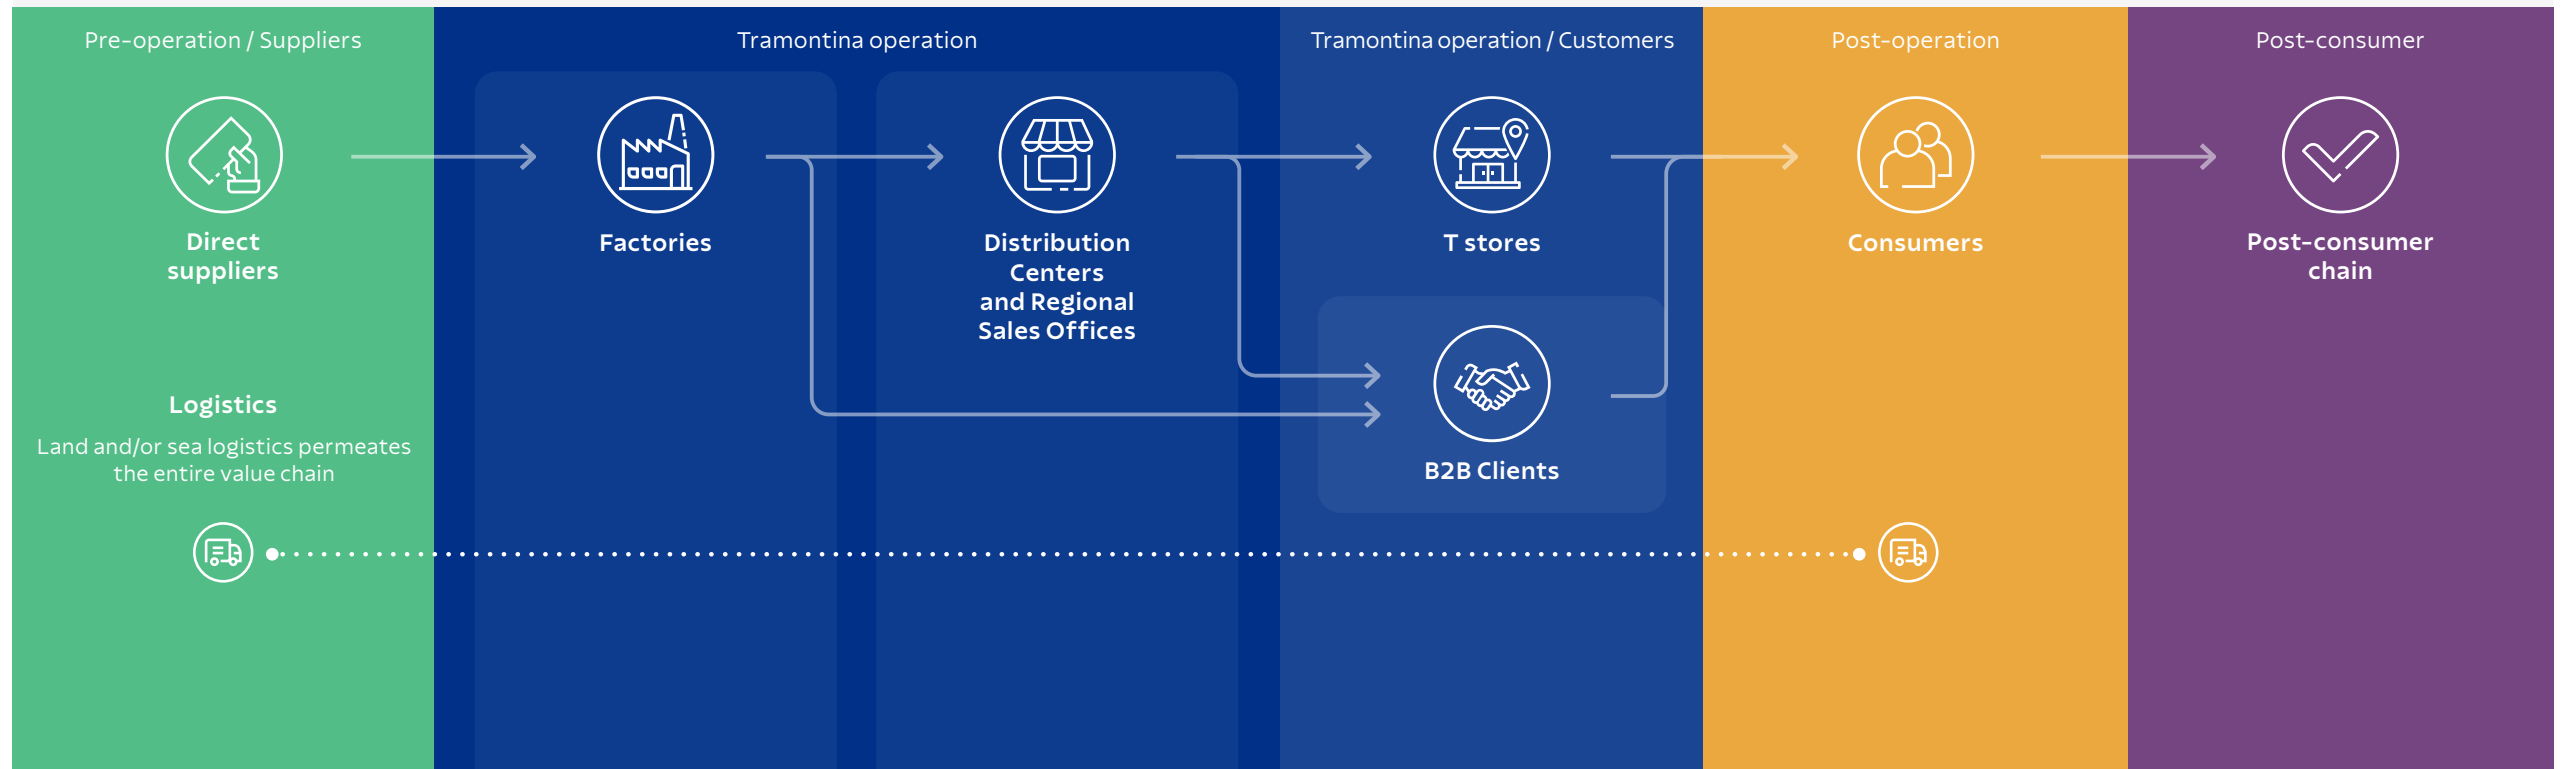 Pre-operation / Suppliers
Tramontina operation
Tramontina operation / Customers
Post-operation
Post-consumer
Direct
suppliers
Factories
Distribution
Centers
and Regional
Sales Offices
T stores
Consumers
Post-consumer
chain
B2B Clients
Logistics
Land and/or sea logistics permeates
the entire value chain